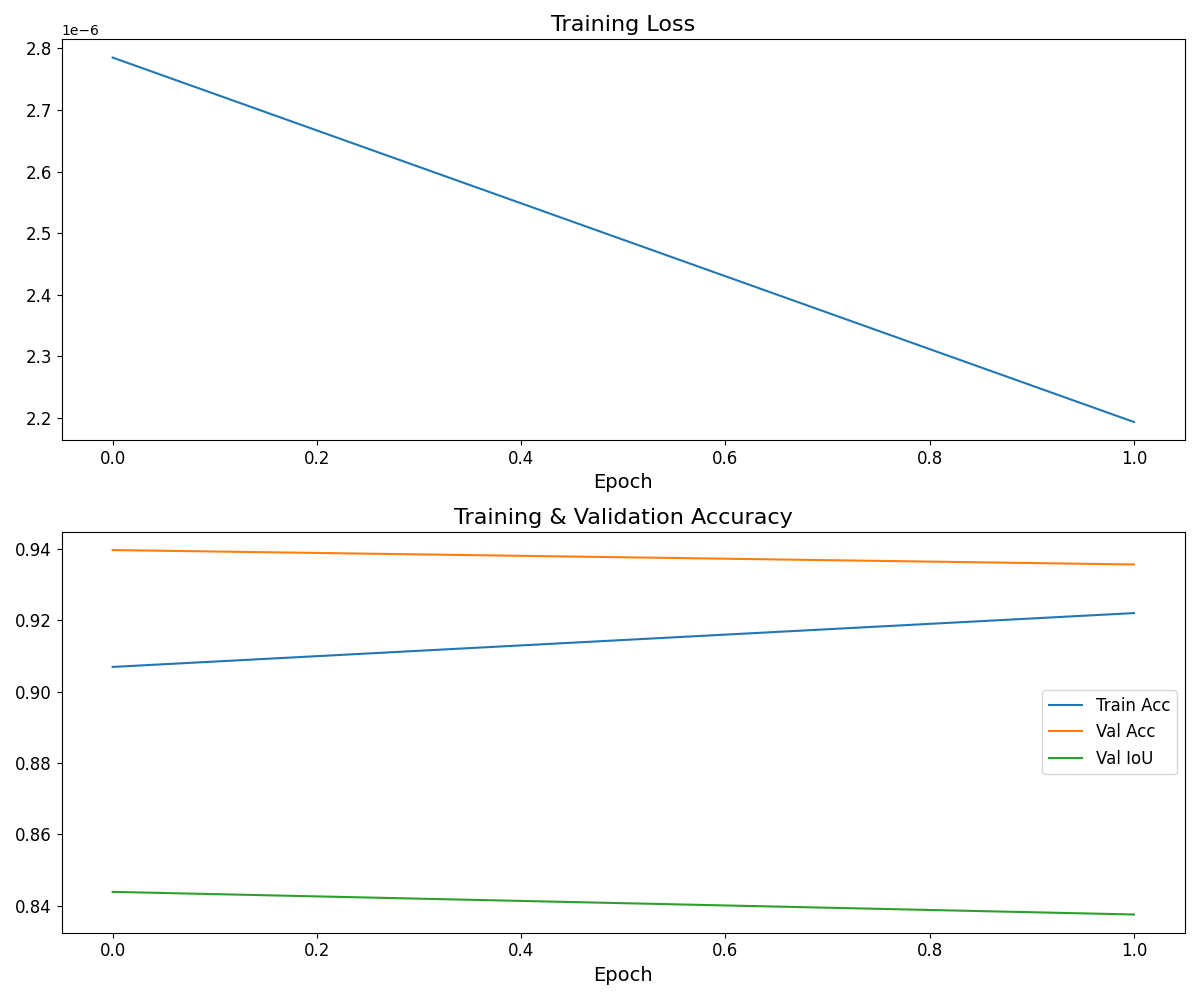 Training Loss
1e−6
2.8
2.7
2.6
2.5
2.4
2.3
2.2
0.0 0.2 0.4 0.6 0.8 1.0
Epoch
Training & Validation Accuracy
0.94
0.92
0.90
0.88
0.86
0.84
Train Acc
Val Acc
Val IoU
0.0 0.2 0.4 0.6 0.8 1.0
Epoch